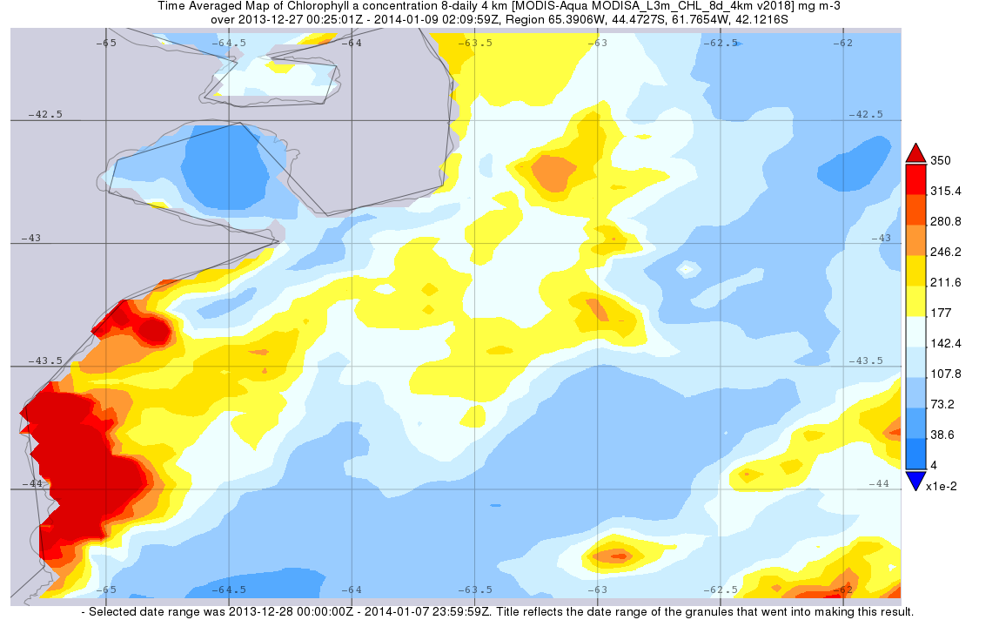 Time Averaged Map of Chlorophyll a concentration 8-daily 4 km [MODIS-Aqua MODISA_L3m_CHL_8d_4km v2018] mg m-3
over 2013-12-27 00:25:01Z - 2014-01-09 02:09:59Z, Region 65.3906W, 44.4727S, 61.7654W, 42.1216S
-65 -64.5 -64 -63.5 -63 -62.5 -62
-42.5 -42.5
350
315.4
-43 -43
280.8
246.2
211.6
177
142.4
-43.5 -43.5
107.8
73.2
38.6
4
-44 -44
x1e-2
-65 -64.5 -64 -63.5 -63 -62.5 -62
- Selected date range was 2013-12-28 00:00:00Z - 2014-01-07 23:59:59Z. Title reflects the date range of the granules that went into making this result.